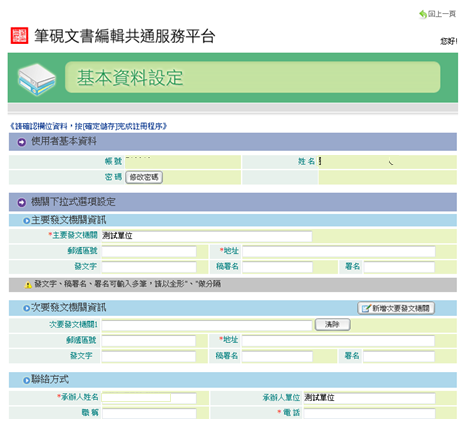 回上一頁
筆硯文書編輯共通服務平台
您好!
基本資料設定
《請確認欄位資料，按[確定儲存]完成註冊程序》
使用者基本資料
帳號 姓名
密碼 修改密碼
機關下拉式選項設定
主要發文機關資訊
*主要發文機關 測試單位
郵遞區號 *地址
發文字 稿署名 署名
發文字、稿署名、署名可輸入多筆，請以全形"、"做分隔
次要發文機關資訊 新增次要發文機關
次要發文機關1 清除
郵遞區號 *地址
發文字 稿署名 署名
聯絡方式
*承辦人姓名 承辦人單位 測試單位
職稱 *電話